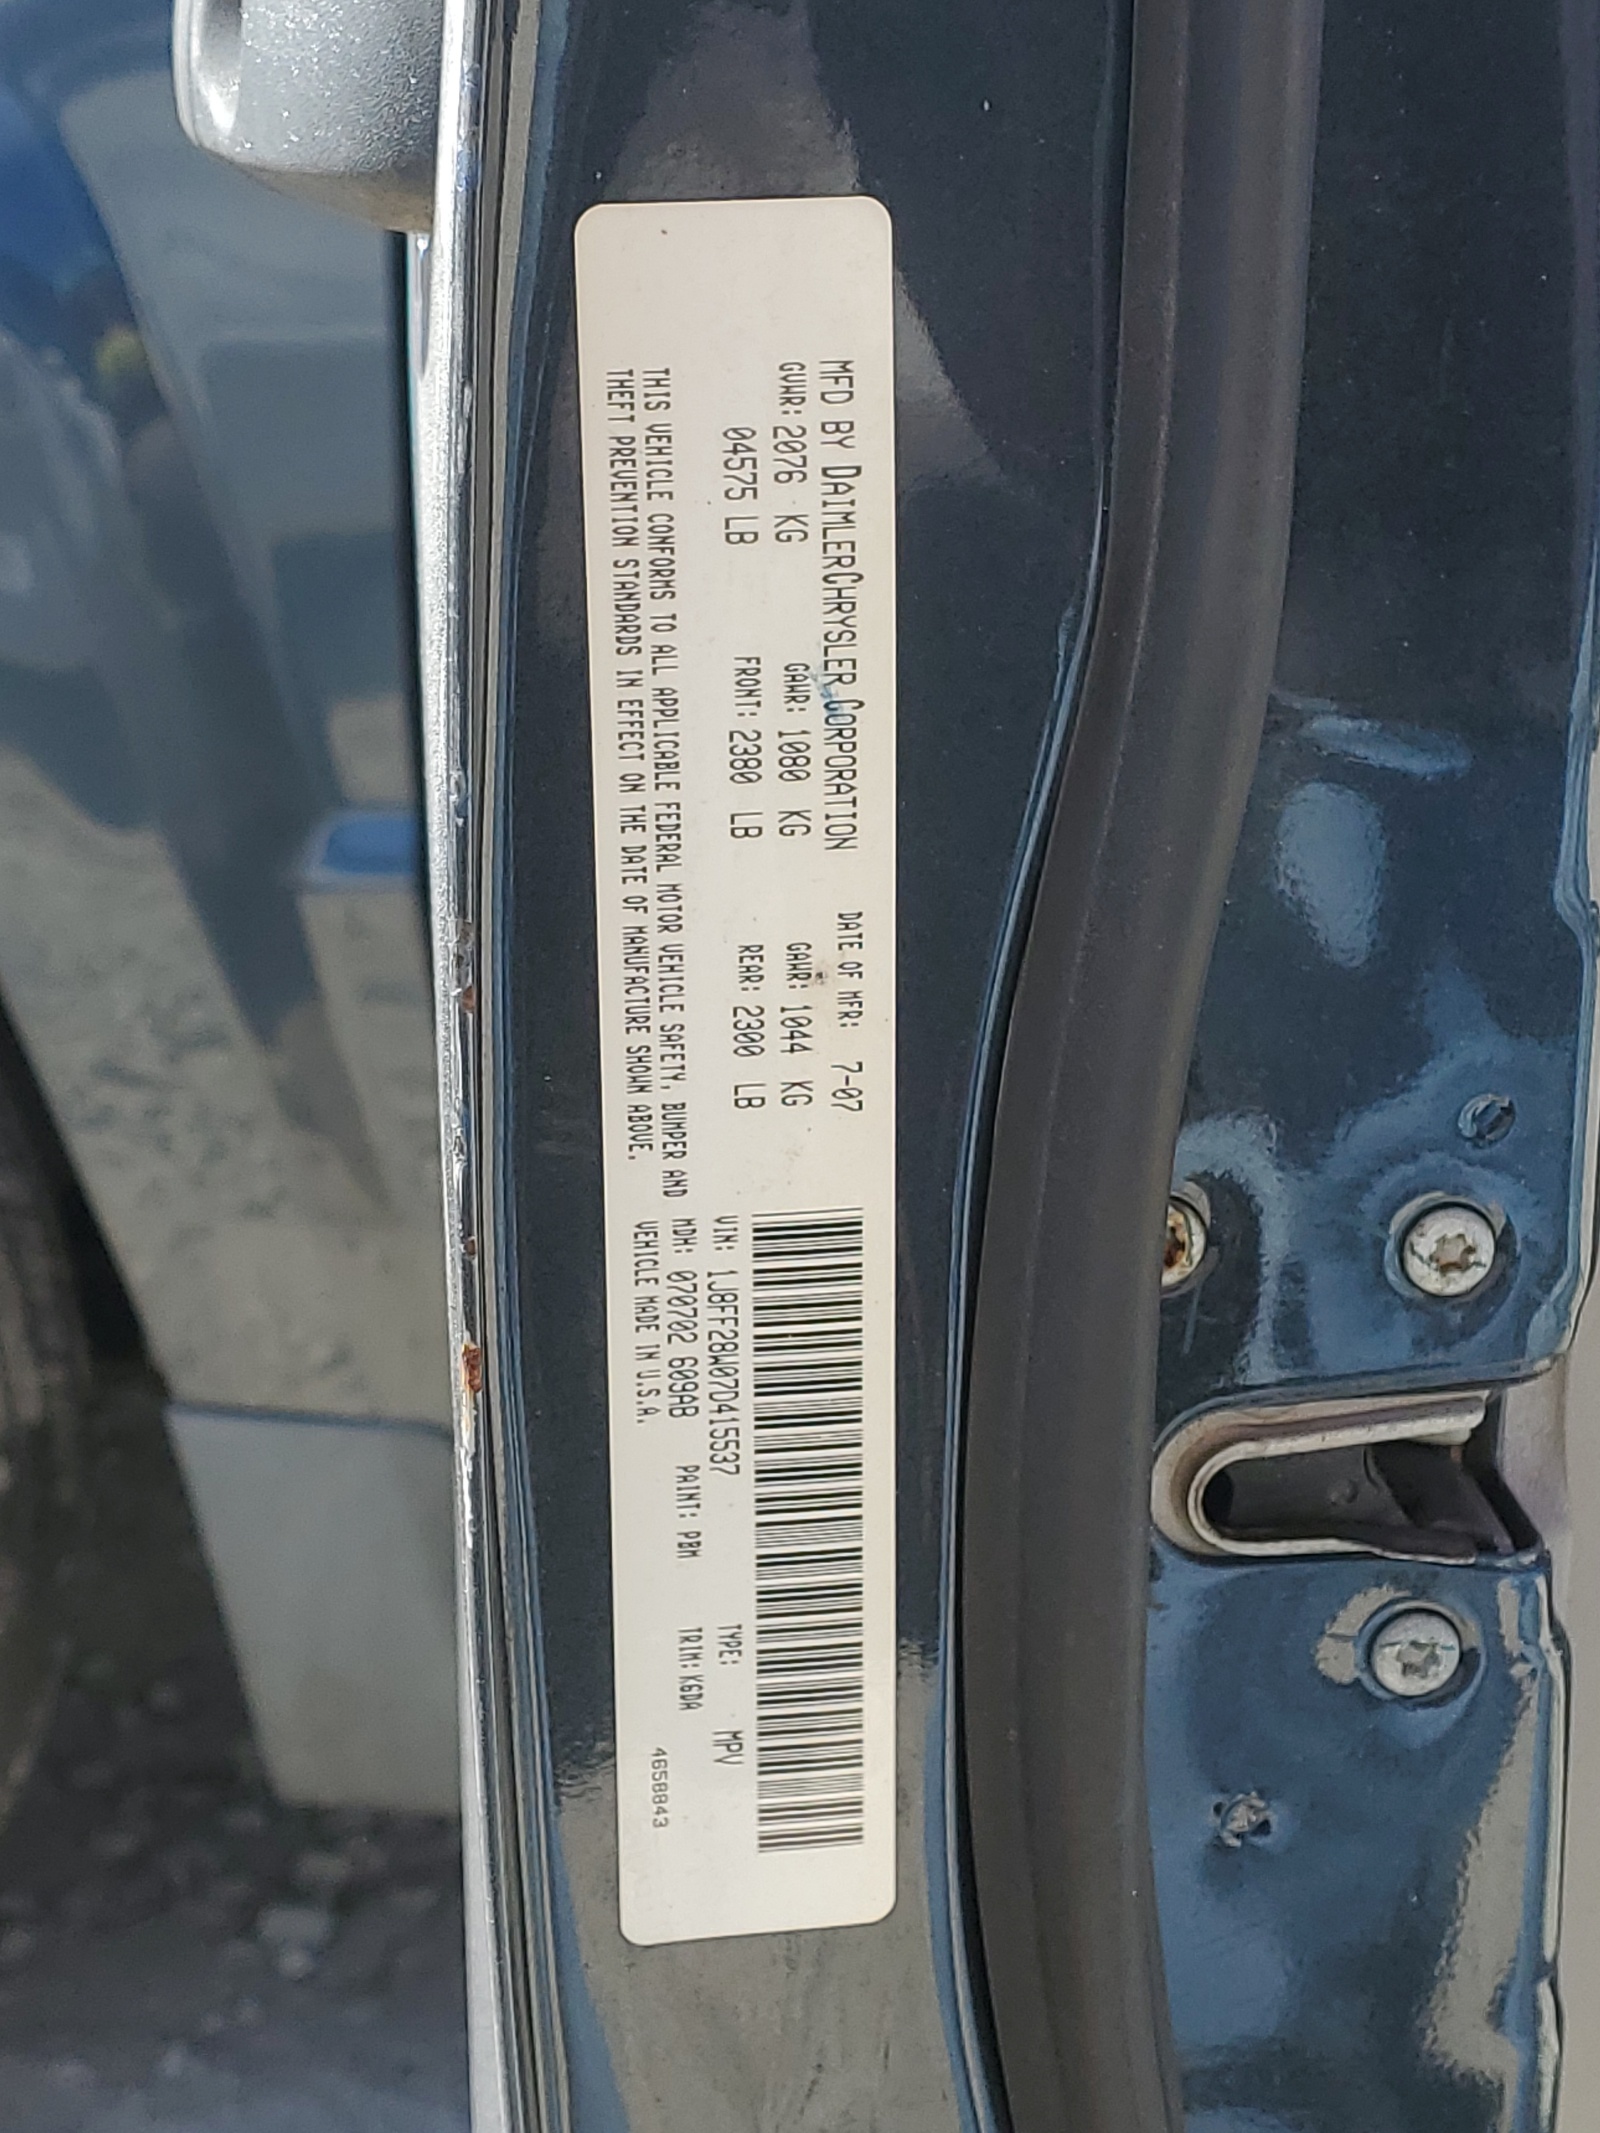 MFD BY DAIMLERCHRYSLER CORPORATION DATE OF MFR: 7-07
GVWR: 2076 KG GAWR: 1080 KG GAWR: 1044 KG
04575 LB FRONT: 2380 LB REAR: 2300 LB
THIS VEHICLE CONFORMS TO ALL APPLICABLE FEDERAL MOTOR VEHICLE SAFETY, BUMPER AND
THEFT PREVENTION STANDARDS IN EFFECT ON THE DATE OF MANUFACTURE SHOWN ABOVE.
VIN: 1J8FF28W07D415537 TYPE: MPV
MDH: 070702 609AB PAINT: PBM TRIM: K6DA
VEHICLE MADE IN U.S.A. 4658843